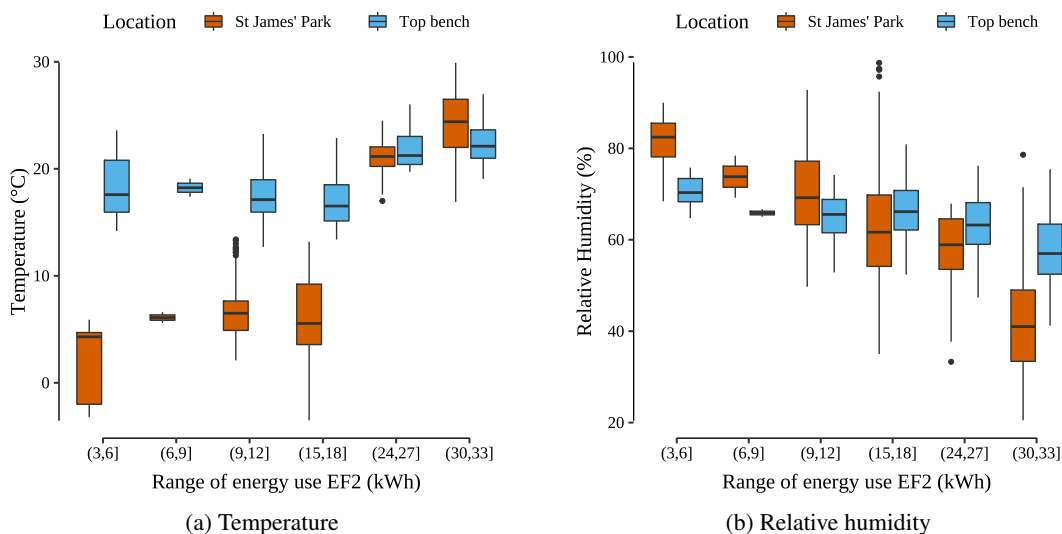 Location St James' Park Top bench
30
20
10
0
Temperature (°C)
(3,6] (6,9] (9,12] (15,18] (24,27] (30,33]
Range of energy use EF2 (kWh)
(a) Temperature
Location St James' Park Top bench
100
80
60
40
20
Relative Humidity (%)
(3,6] (6,9] (9,12] (15,18] (24,27] (30,33]
Range of energy use EF2 (kWh)
(b) Relative humidity